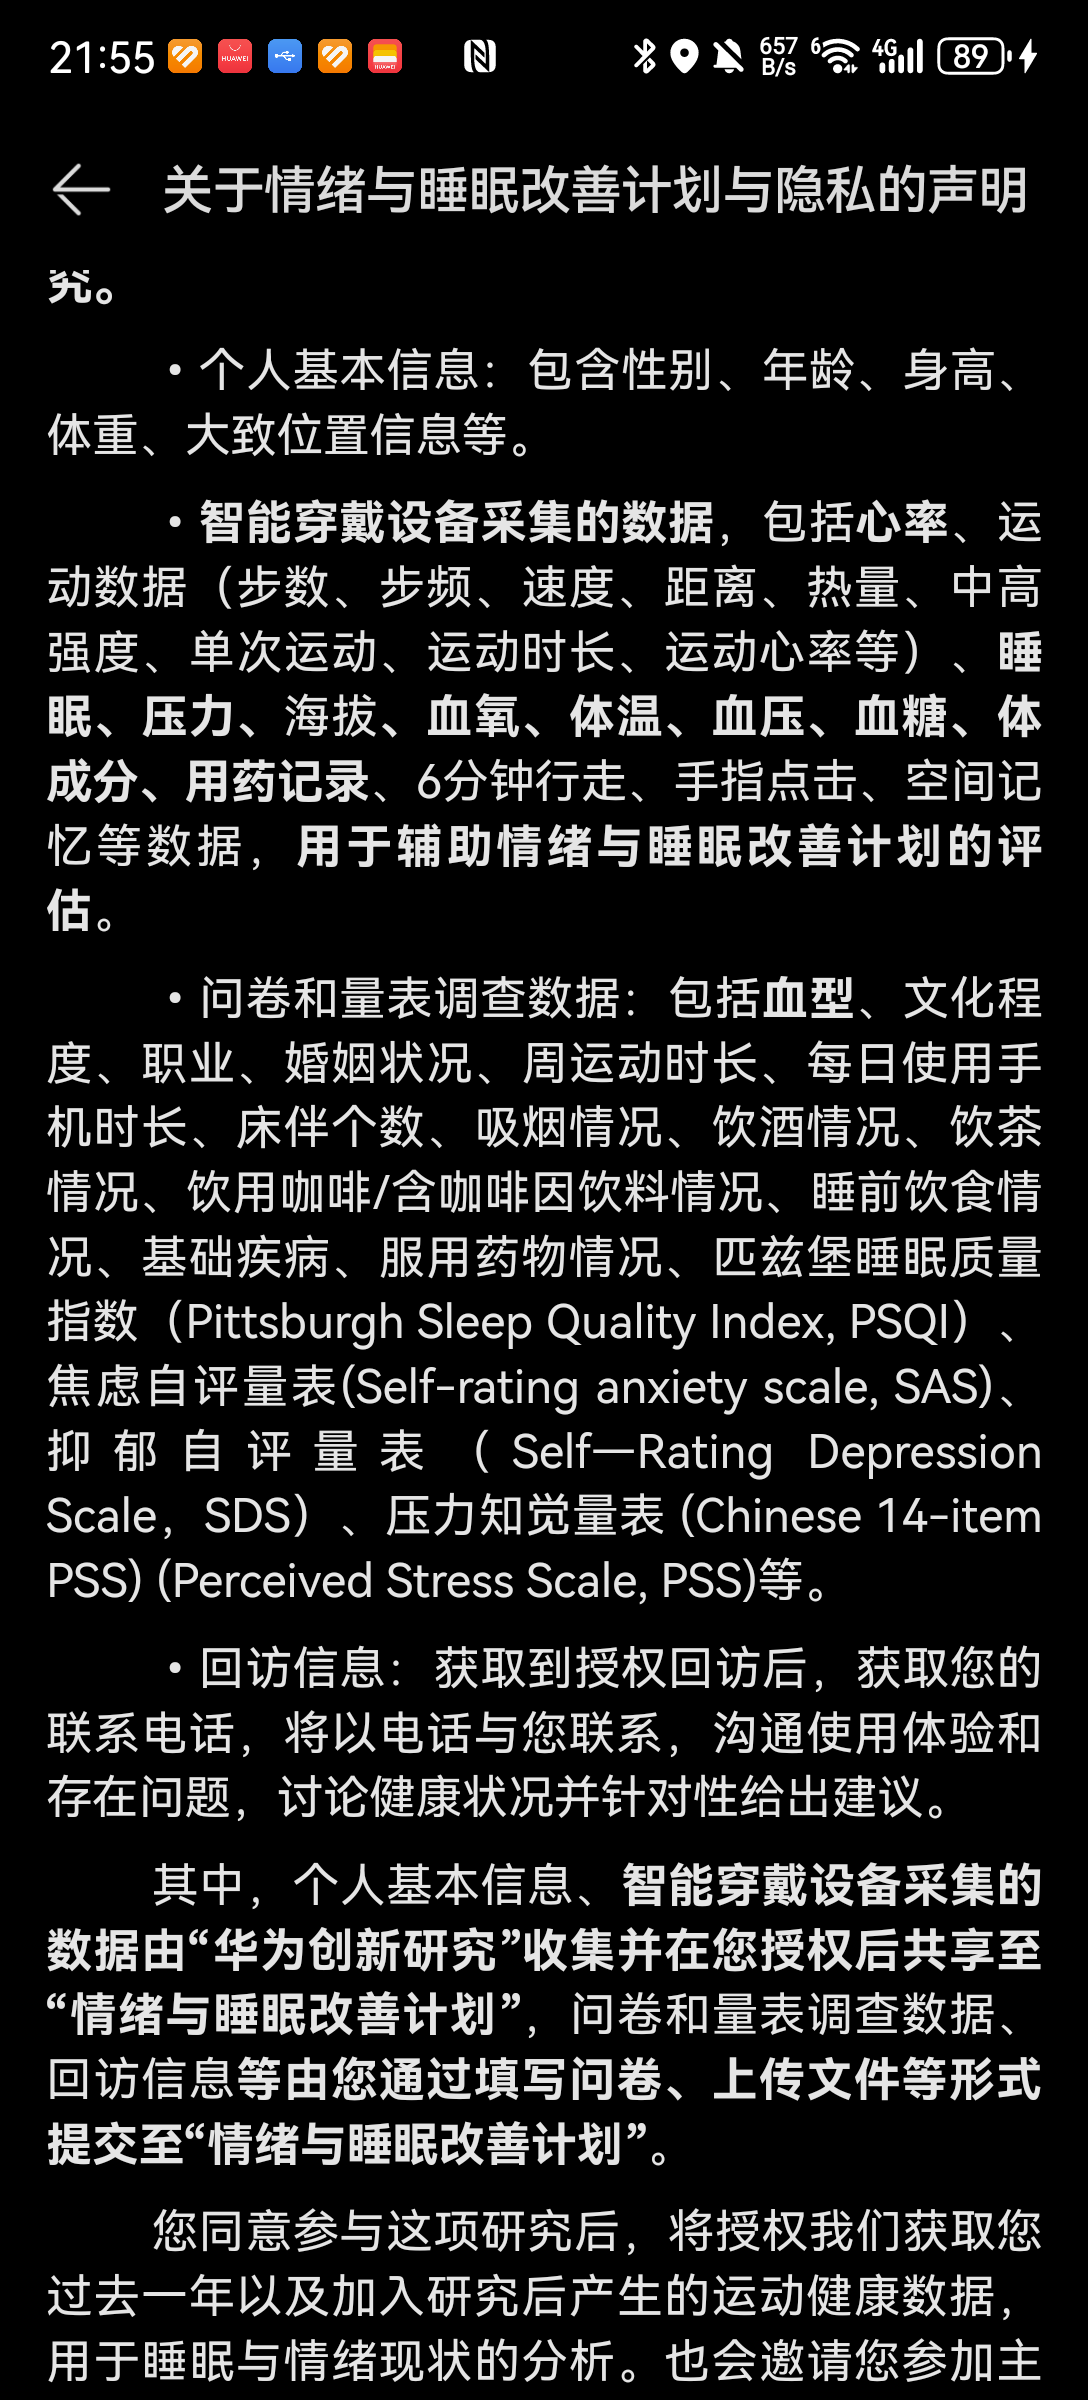 21:55 HUAWEI HUAWEI 657 B/s 6 4G 89
关于情绪与睡眠改善计划与隐私的声明
究。
• 个人基本信息：包含性别、年龄、身高、
体重、大致位置信息等。
• 智能穿戴设备采集的数据，包括心率、运
动数据（步数、步频、速度、距离、热量、中高
强度、单次运动、运动时长、运动心率等）、睡
眠、压力、海拔、血氧、体温、血压、血糖、体
成分、用药记录、6分钟行走、手指点击、空间记
忆等数据，用于辅助情绪与睡眠改善计划的评
估。
• 问卷和量表调查数据：包括血型、文化程
度、职业、婚姻状况、周运动时长、每日使用手
机时长、床伴个数、吸烟情况、饮酒情况、饮茶
情况、饮用咖啡/含咖啡因饮料情况、睡前饮食情
况、基础疾病、服用药物情况、匹兹堡睡眠质量
指数（Pittsburgh Sleep Quality Index, PSQI）、
焦虑自评量表(Self-rating anxiety scale, SAS)、
抑郁自评量表（Self—Rating Depression
Scale，SDS）、压力知觉量表 (Chinese 14-item
PSS) (Perceived Stress Scale, PSS)等。
• 回访信息：获取到授权回访后，获取您的
联系电话，将以电话与您联系，沟通使用体验和
存在问题，讨论健康状况并针对性给出建议。
其中，个人基本信息、智能穿戴设备采集的
数据由“华为创新研究”收集并在您授权后共享至
“情绪与睡眠改善计划”，问卷和量表调查数据、
回访信息等由您通过填写问卷、上传文件等形式
提交至“情绪与睡眠改善计划”。
您同意参与这项研究后，将授权我们获取您
过去一年以及加入研究后产生的运动健康数据，
用于睡眠与情绪现状的分析。也会邀请您参加主